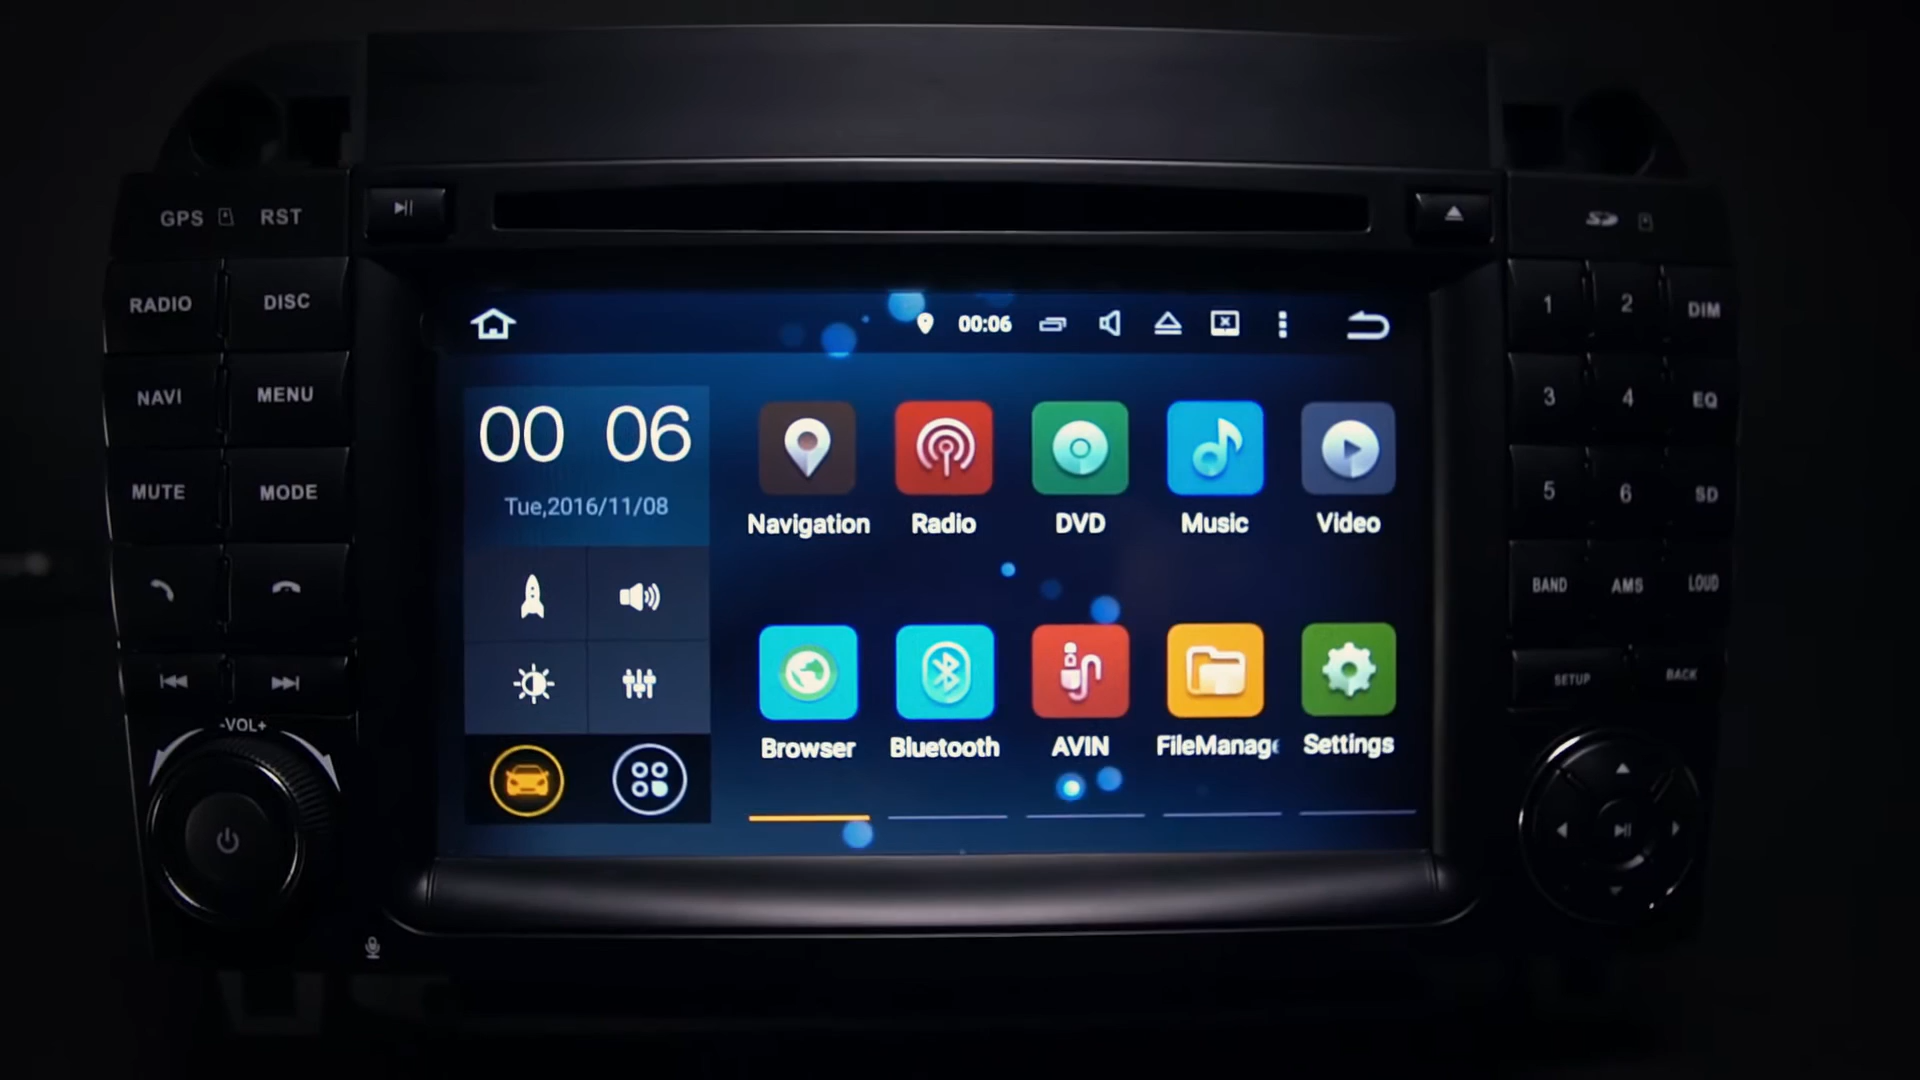 GPS RST
RADIO DISC
NAVI MENU
MUTE MODE
-VOL+
00:06
00 06
Tue,2016/11/08
Navigation Radio DVD Music Video
Browser Bluetooth AVIN FileManag Settings
1 2 DIM
3 4 EQ
5 6 SD
BAND AMS LOUD
SETUP BACK